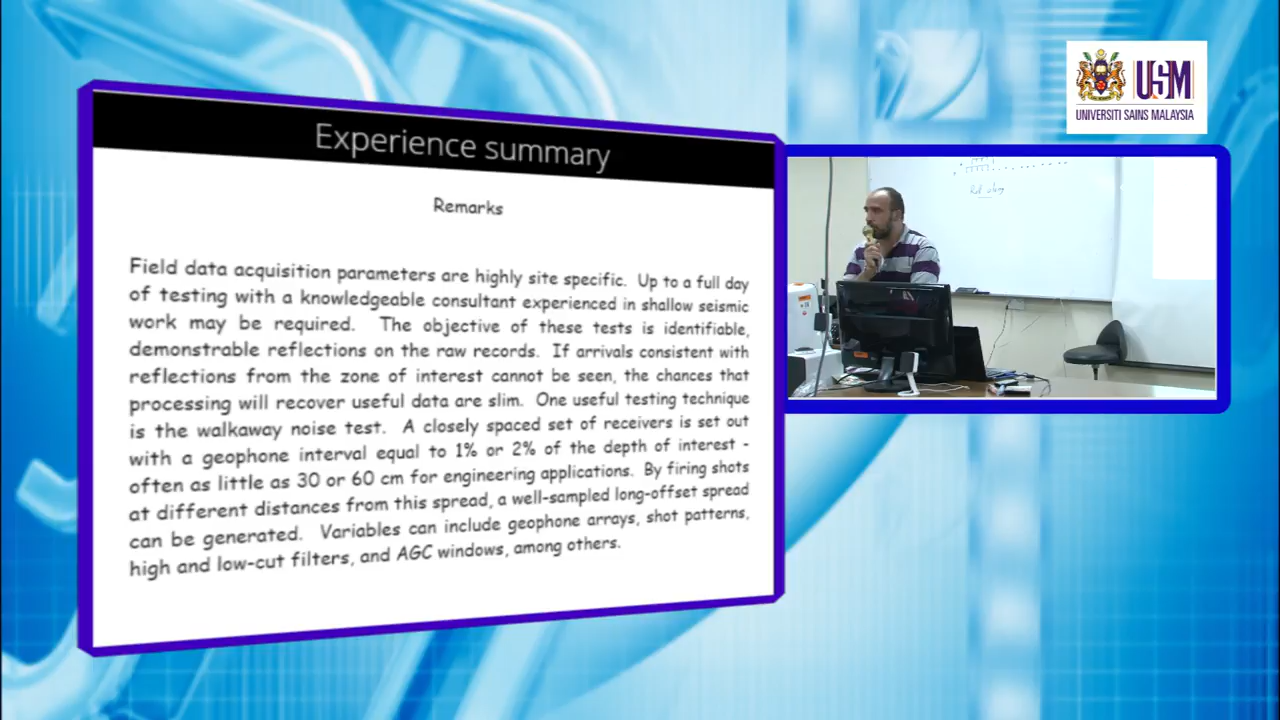 Experience summary
Remarks
Field data acquisition parameters are highly site specific. Up to a full day
of testing with a knowledgeable consultant experienced in shallow seismic
work may be required. The objective of these tests is identifiable,
demonstrable reflections on the raw records. If arrivals consistent with
reflections from the zone of interest cannot be seen, the chances that
processing will recover useful data are slim. One useful testing technique
is the walkaway noise test. A closely spaced set of receivers is set out
with a geophone interval equal to 1% or 2% of the depth of interest -
often as little as 30 or 60 cm for engineering applications. By firing shots
at different distances from this spread, a well-sampled long-offset spread
can be generated. Variables can include geophone arrays, shot patterns,
high and low-cut filters, and AGC windows, among others.
USM
UNIVERSITI SAINS MALAYSIA